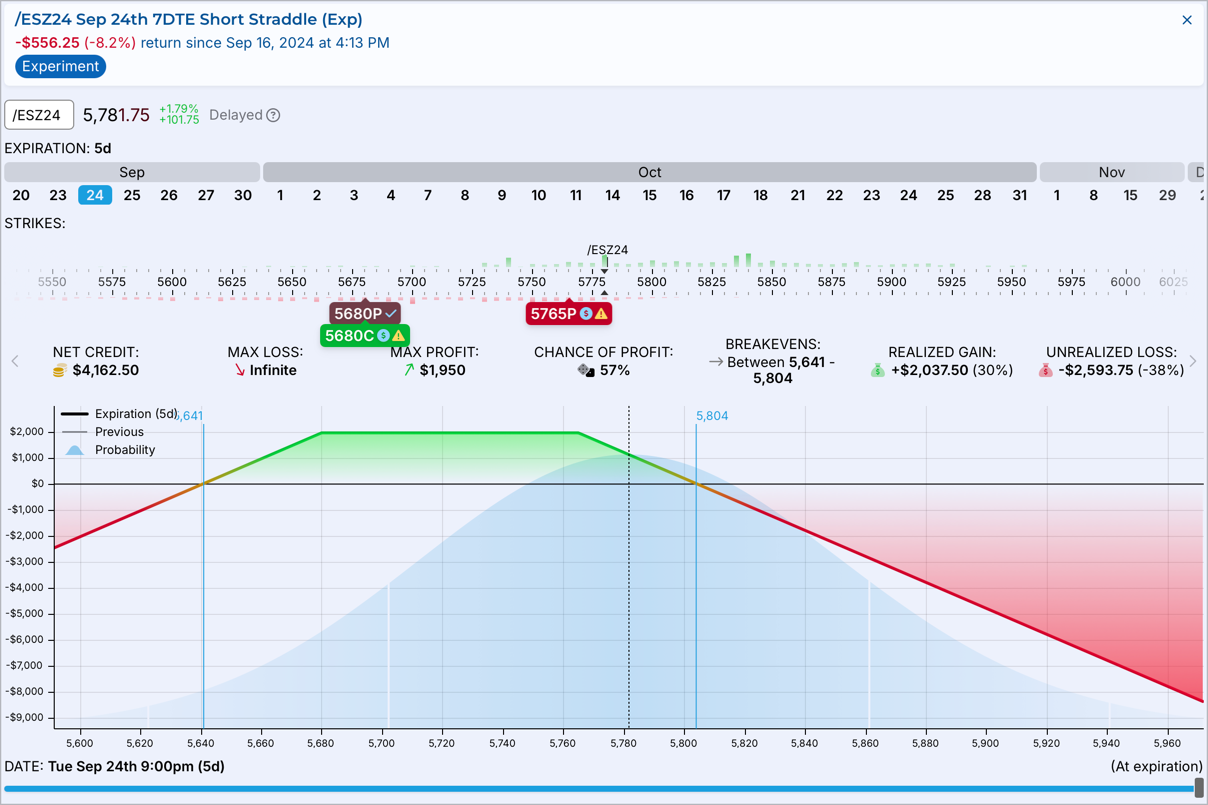 /ESZ24 Sep 24th 7DTE Short Straddle (Exp)
-$556.25 (-8.2%) return since Sep 16, 2024 at 4:13 PM
Experiment
/ESZ24 5,781.75 +1.79% +101.75 Delayed
EXPIRATION: 5d
Sep Oct Nov D
20 23 24 25 26 27 30 1 2 3 4 7 8 9 10 11 14 15 16 17 18 21 22 23 24 25 28 31 1 8 15 29 2
STRIKES:
/ESZ24
5550 5575 5600 5625 5650 5675 5700 5725 5750 5775 5800 5825 5850 5875 5900 5925 5950 5975 6000 6025
5680P 5765P
5680C
NET CREDIT: MAX LOSS: MAX PROFIT: CHANCE OF PROFIT: BREAKEVENS: REALIZED GAIN: UNREALIZED LOSS:
$4,162.50 Infinite $1,950 57% Between 5,641 - 5,804 +$2,037.50 (30%) -$2,593.75 (-38%)
Expiration (5d) 5,641 5,804
Previous
Probability
$2,000
$1,000
$0
-$1,000
-$2,000
-$3,000
-$4,000
-$5,000
-$6,000
-$7,000
-$8,000
-$9,000
5,600 5,620 5,640 5,660 5,680 5,700 5,720 5,740 5,760 5,780 5,800 5,820 5,840 5,860 5,880 5,900 5,920 5,940 5,960
DATE: Tue Sep 24th 9:00pm (5d) (At expiration)